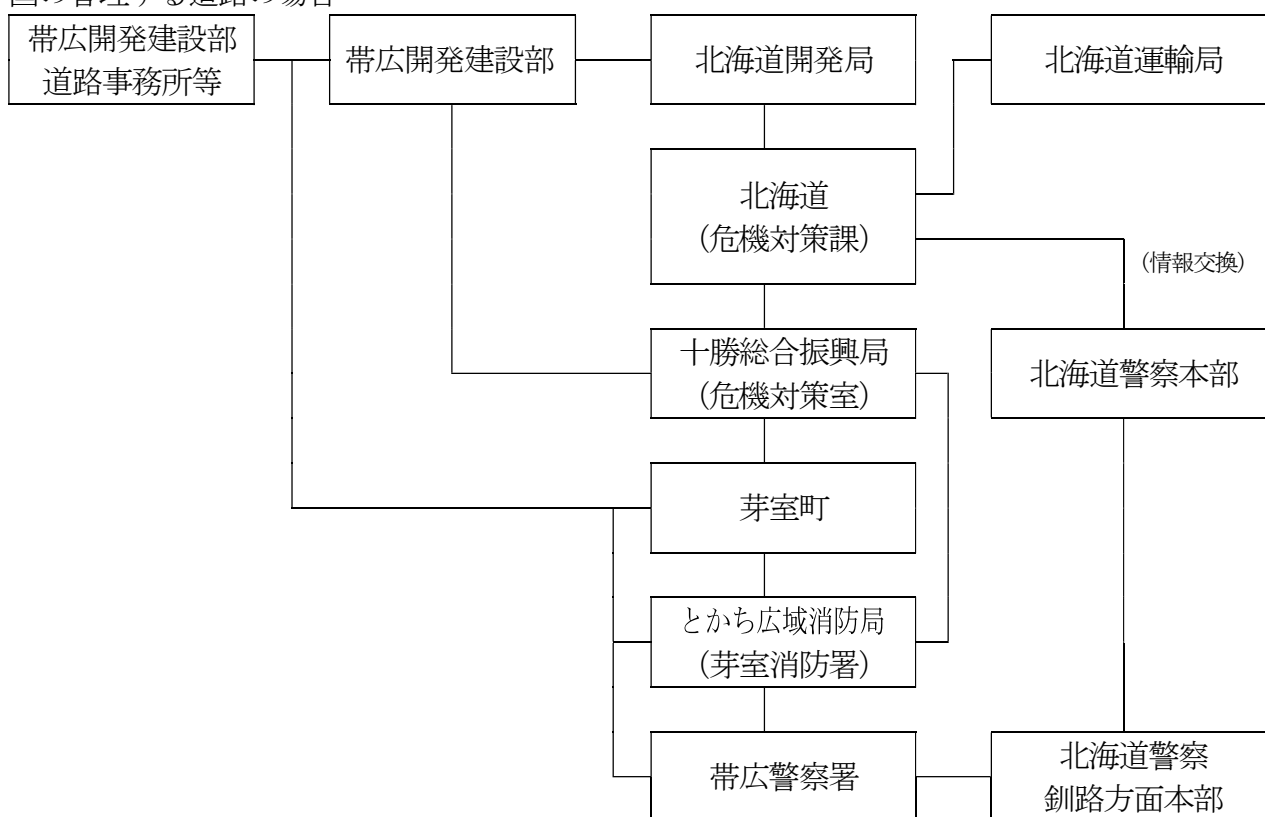 国の管理する道路の場合
帯広開発建設部
道路事務所等
帯広開発建設部
北海道開発局
北海道運輸局
北海道
(危機対策課)
(情報交換)
十勝総合振興局
(危機対策室)
北海道警察本部
芽室町
とかち広域消防局
(芽室消防署)
帯広警察署
北海道警察
釧路方面本部